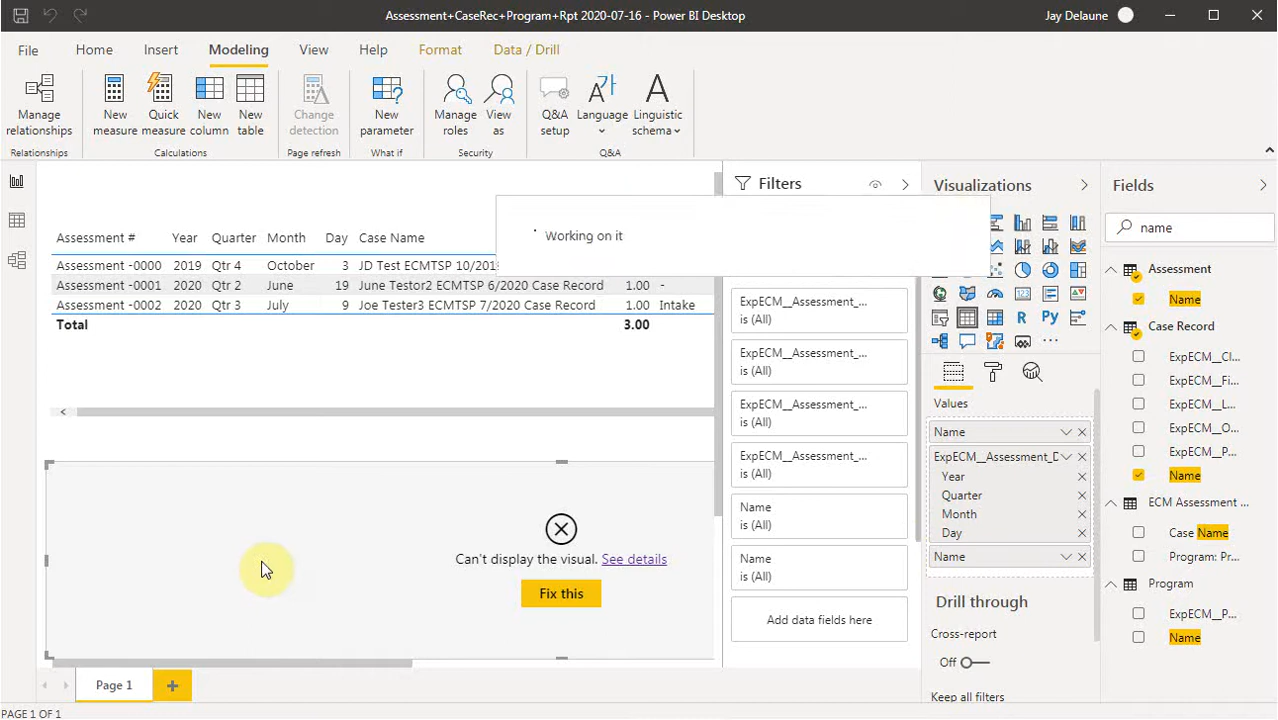 Assessment+CaseRec+Program+Rpt 2020-07-16 - Power BI Desktop
Jay Delaune
File
Home
Insert
Modeling
View
Help
Format
Data / Drill
Manage relationships
New measure
Quick measure
New column
New table
Change detection
New parameter
Manage roles
View as
Q&A setup
Language
Linguistic schema
Relationships
Calculations
Page refresh
What if
Security
Q&A
Working on it
Assessment # Year Quarter Month Day Case Name
Assessment -0000 2019 Qtr 4 October 3 JD Test ECMTSP 10/2019
Assessment -0001 2020 Qtr 2 June 19 June Testor2 ECMTSP 6/2020 Case Record 1.00 -
Assessment -0002 2020 Qtr 3 July 9 Joe Tester3 ECMTSP 7/2020 Case Record 1.00 Intake
Total 3.00
Can't display the visual. See details
Fix this
Filters
ExpECM__Assessment_...
is (All)
ExpECM__Assessment_...
is (All)
ExpECM__Assessment_...
is (All)
ExpECM__Assessment_...
is (All)
Name
is (All)
Name
is (All)
Add data fields here
Visualizations
R
Py
Values
Name
ExpECM__Assessment_D
Year
Quarter
Month
Day
Name
Drill through
Cross-report
Off
Keep all filters
Fields
name
Assessment
Name
Case Record
ExpECM__Cl...
ExpECM__Fi...
ExpECM__L...
ExpECM__O...
ExpECM__P...
Name
ECM Assessment ...
Case Name
Program: Pr...
Program
ExpECM__P...
Name
Page 1
PAGE 1 OF 1